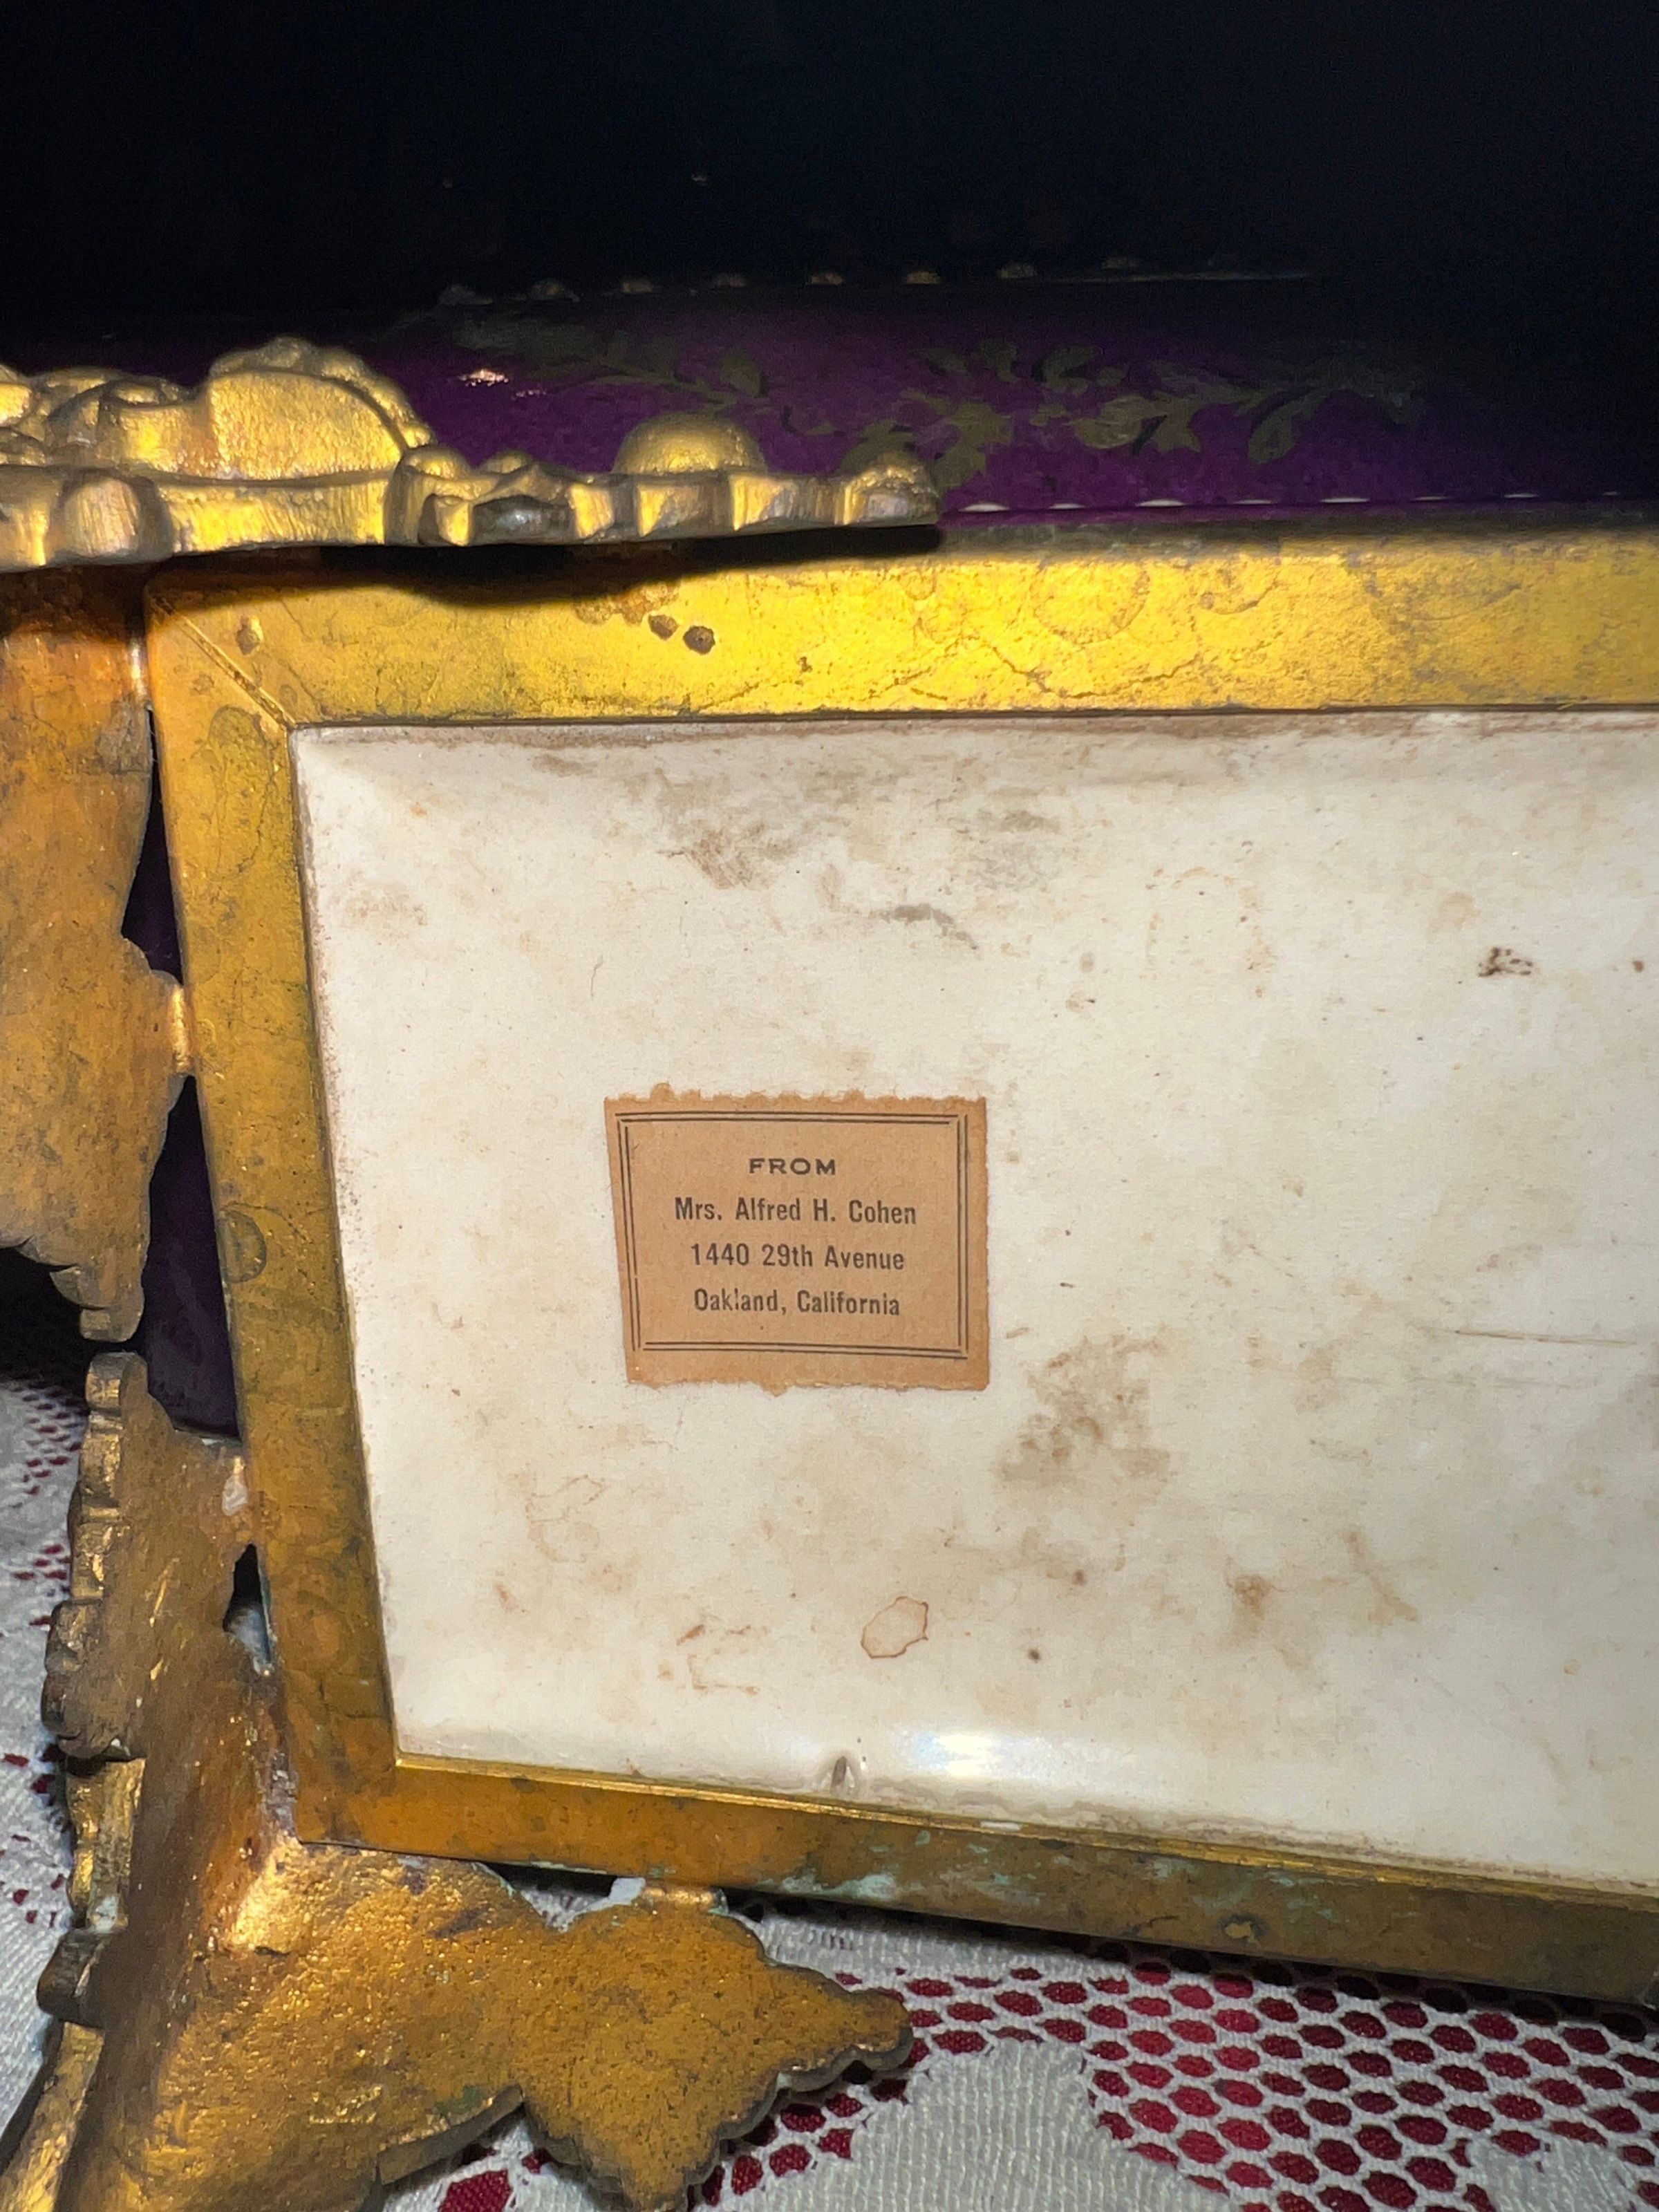 FROM
Mrs. Alfred H. Cohen
1440 29th Avenue
Oakland, California